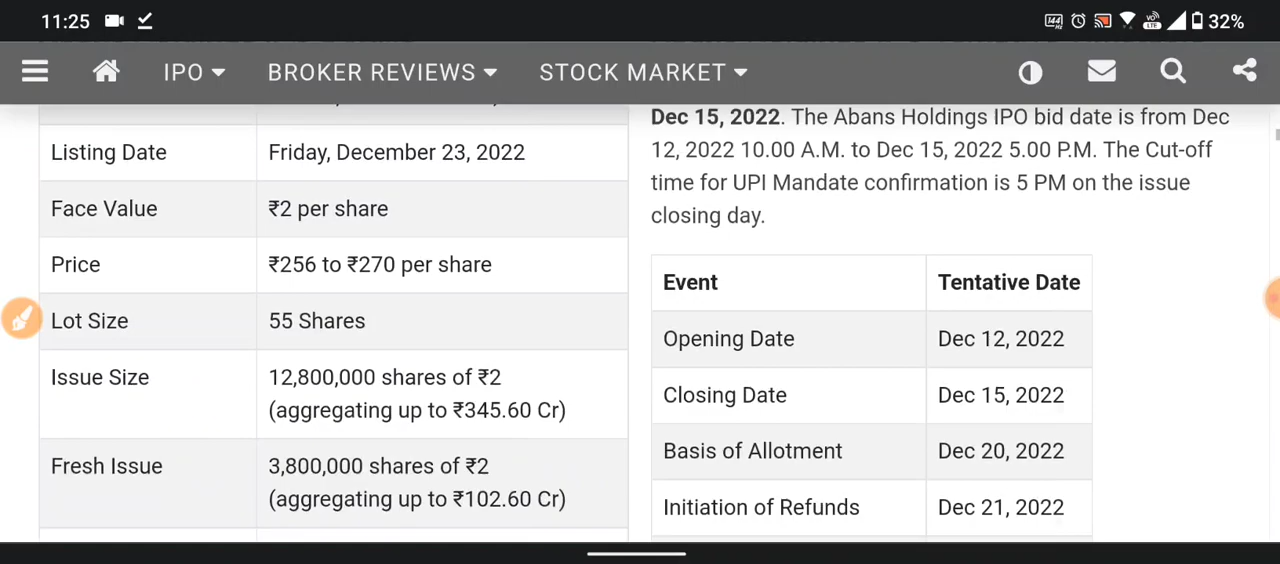 11:25
144 Hz
VO LTE
32%
IPO
BROKER REVIEWS
STOCK MARKET
Listing Date
Friday, December 23, 2022
Face Value
₹2 per share
Price
₹256 to ₹270 per share
Lot Size
55 Shares
Issue Size
12,800,000 shares of ₹2
(aggregating up to ₹345.60 Cr)
Fresh Issue
3,800,000 shares of ₹2
(aggregating up to ₹102.60 Cr)
Dec 15, 2022. The Abans Holdings IPO bid date is from Dec
12, 2022 10.00 A.M. to Dec 15, 2022 5.00 P.M. The Cut-off
time for UPI Mandate confirmation is 5 PM on the issue
closing day.
Event
Tentative Date
Opening Date
Dec 12, 2022
Closing Date
Dec 15, 2022
Basis of Allotment
Dec 20, 2022
Initiation of Refunds
Dec 21, 2022